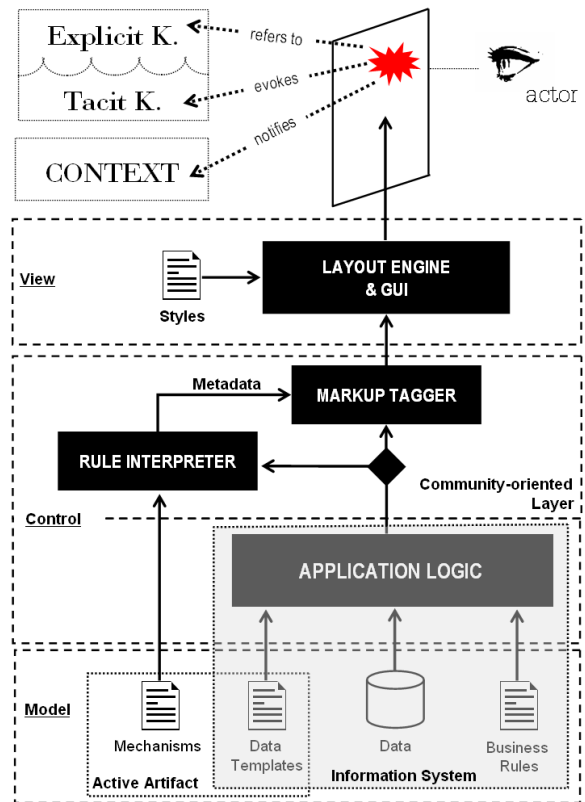 Explicit K.
refers to
evokes
Tacit K.
actor
notifies
CONTEXT
LAYOUT ENGINE
& GUI
View
Styles
Metadata
MARKUP TAGGER
RULE INTERPRETER
Community-oriented
Layer
Control
APPLICATION LOGIC
Model
Mechanisms
Data
Templates
Data
Business
Rules
Active Artifact
Information System